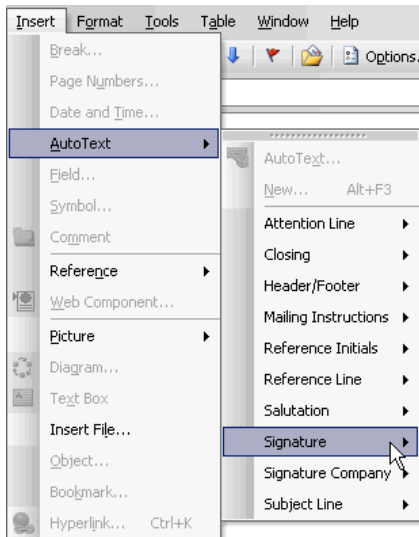 Insert Format Tools Table Window Help
Options.
Break...
Page Numbers...
Date and Time...
AutoText
Field...
Symbol...
Comment
Reference
Web Component...
Picture
Diagram...
Text Box
Insert File...
Object...
Bookmark...
Hyperlink... Ctrl+K
AutoText...
New... Alt+F3
Attention Line
Closing
Header/Footer
Mailing Instructions
Reference Initials
Reference Line
Salutation
Signature
Signature Company
Subject Line